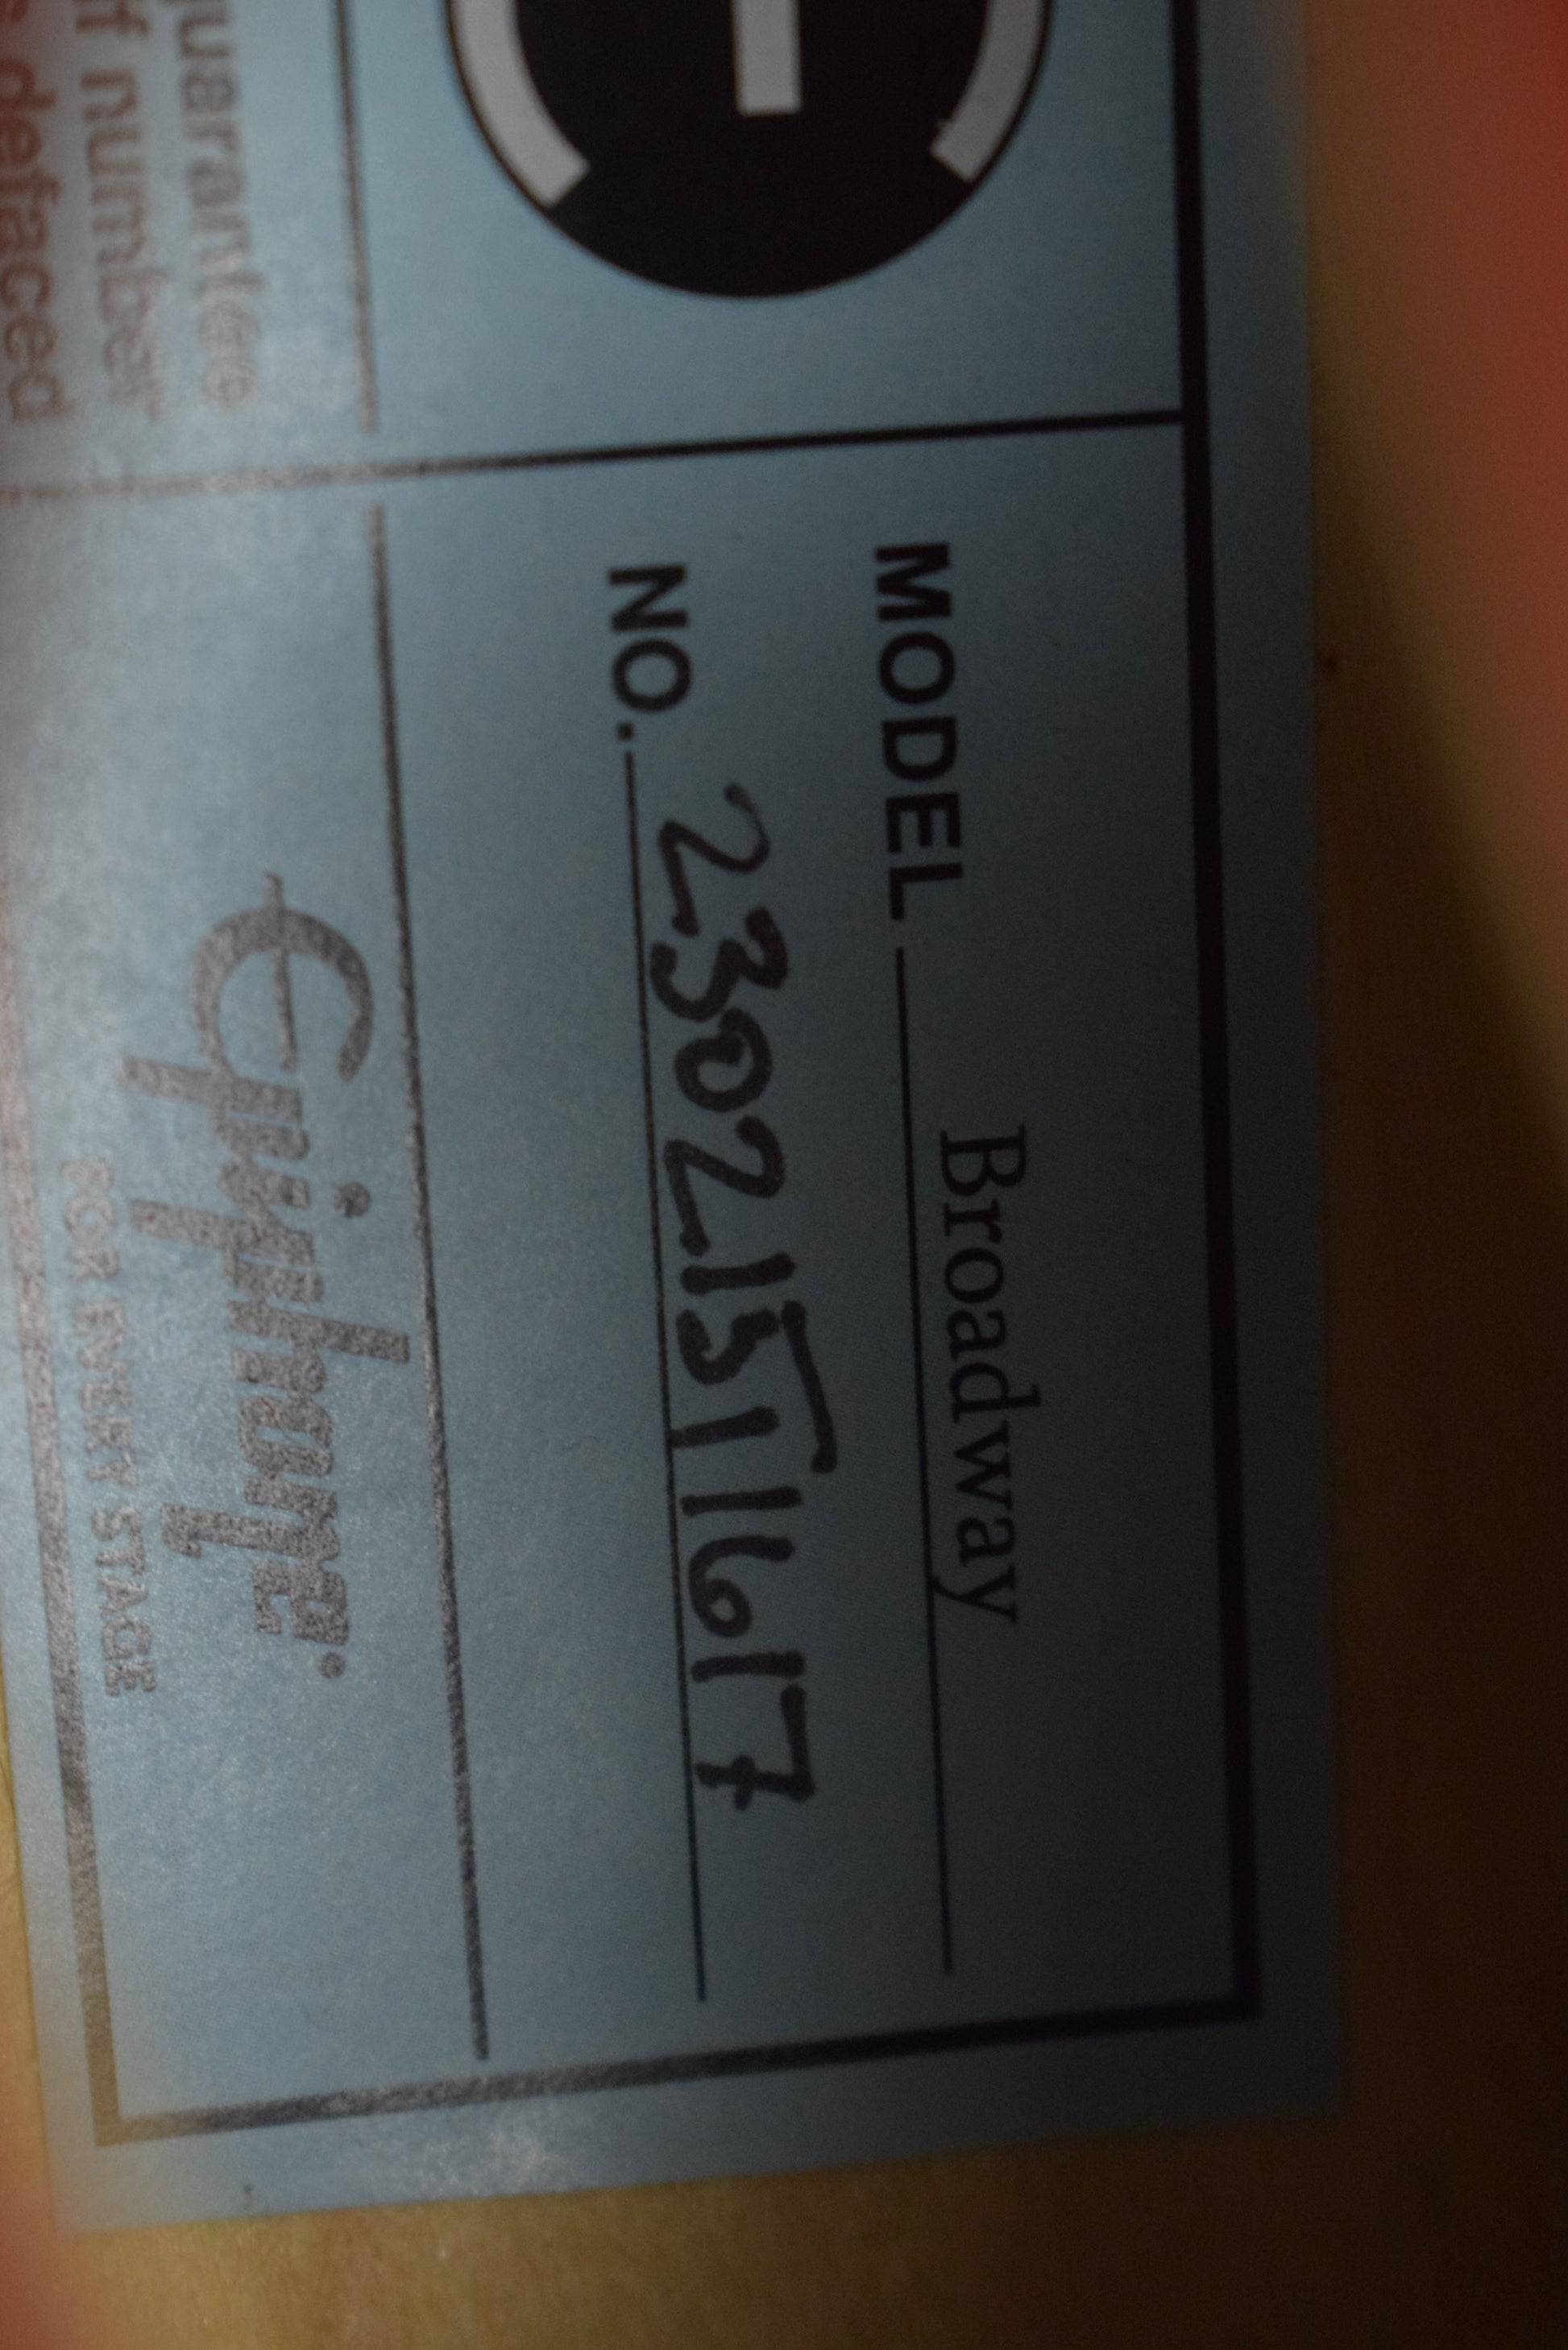 MODEL Broadway
NO. 23021511617
guarantee
if number
defaced
Epiphone®
FOR EVERY STAGE